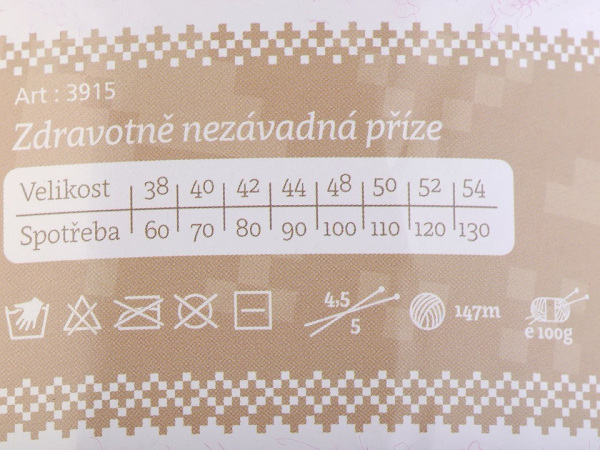 Art : 3915
Zdravotně nezávadná příze
Velikost 38 40 42 44 48 50 52 54
Spotřeba 60 70 80 90 100 110 120 130
4,5 147m
5 e 100g